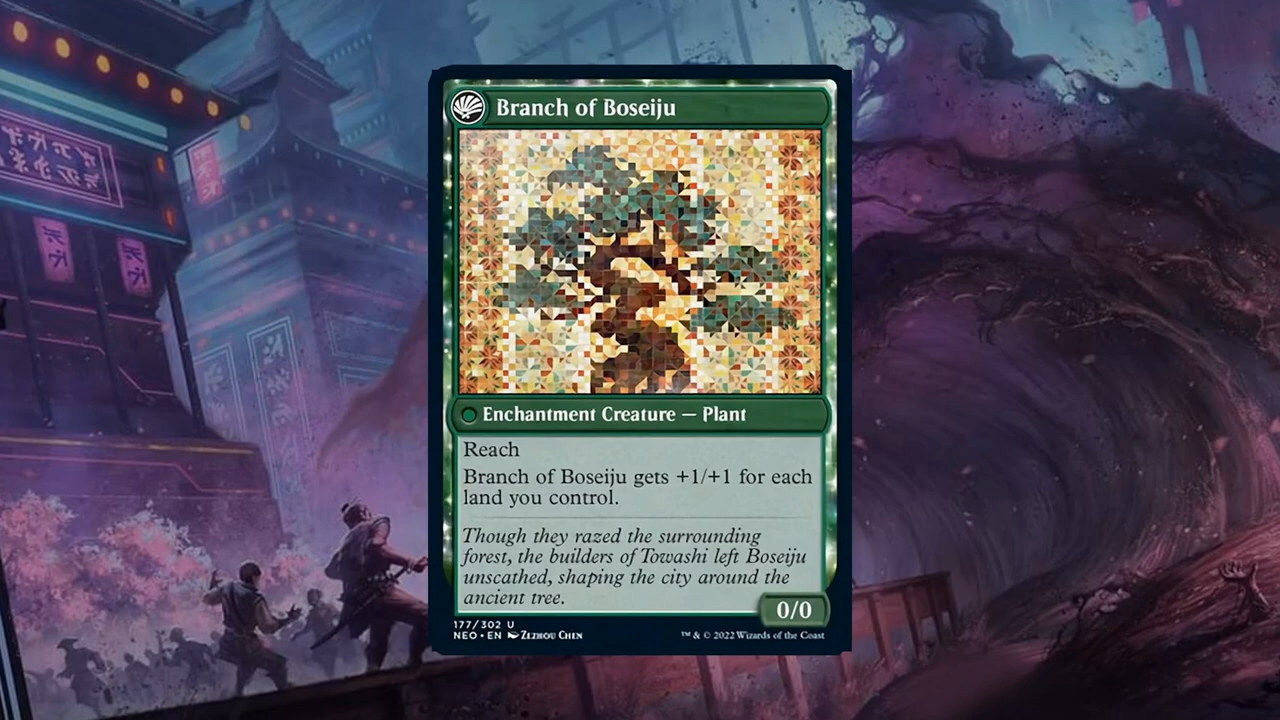 Branch of Boseiju
Enchantment Creature — Plant
Reach
Branch of Boseiju gets +1/+1 for each
land you control.
Though they razed the surrounding
forest, the builders of Towashi left Boseiju
unscathed, shaping the city around the
ancient tree.
0/0
177/302 U
NEO • EN Zezhou Chen
™ & © 2022 Wizards of the Coast